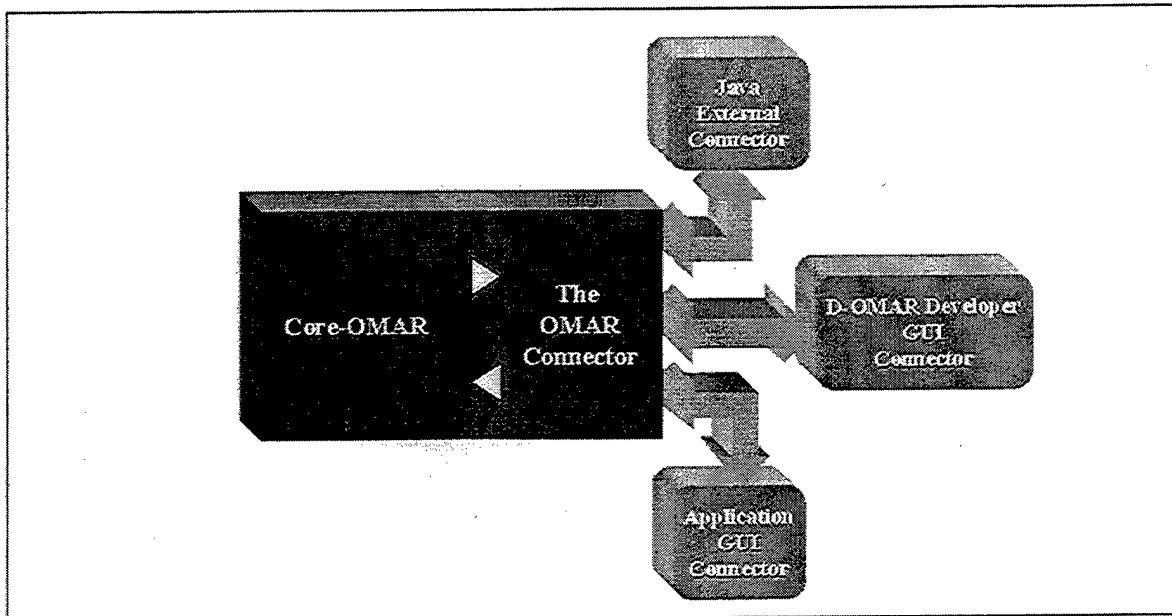 Java
External
Connector
Core-OMAR
The
OMAR
Connector
D-OMAR Developer
GUI
Connector
Application
GUI
Connector